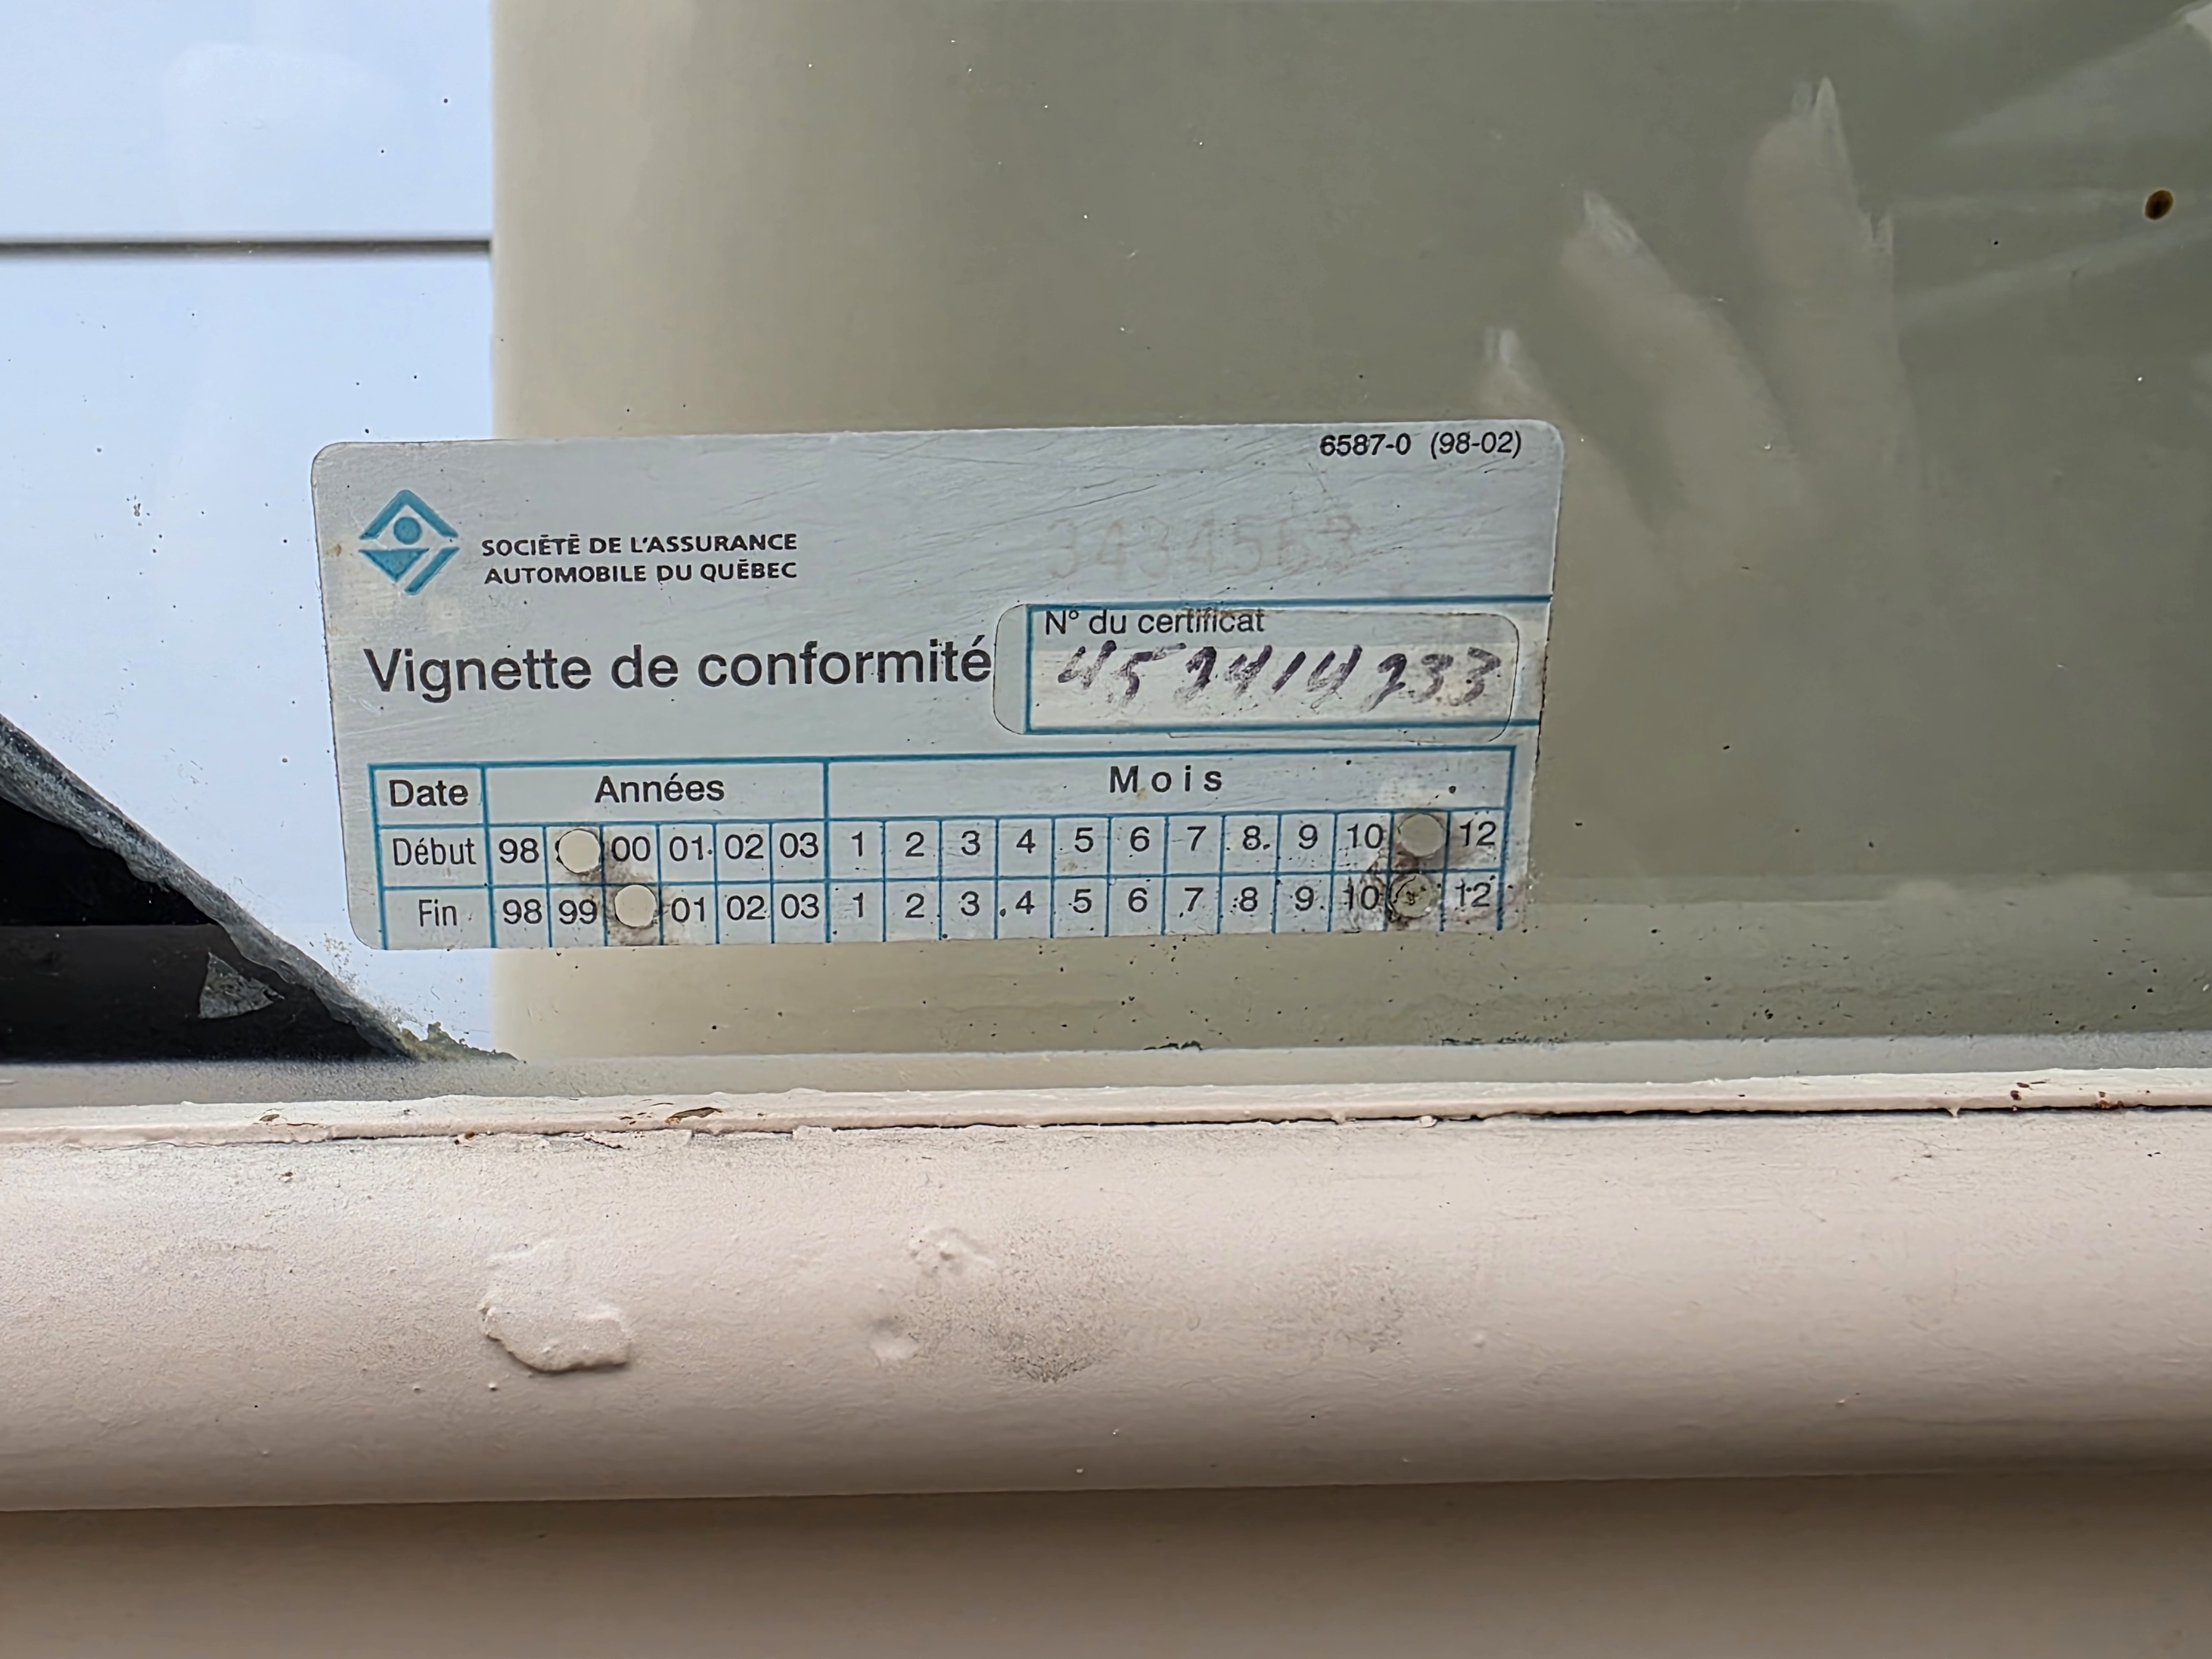 6587-0 (98-02)
SOCIÉTÉ DE L'ASSURANCE
AUTOMOBILE DU QUÉBEC
3434563
N° du certificat
Vignette de conformité
Date Années Mois
Début 98 00 01 02 03 1 2 3 4 5 6 7 8 9 10 12
Fin 98 99 01 02 03 1 2 3 4 5 6 7 8 9 10 12